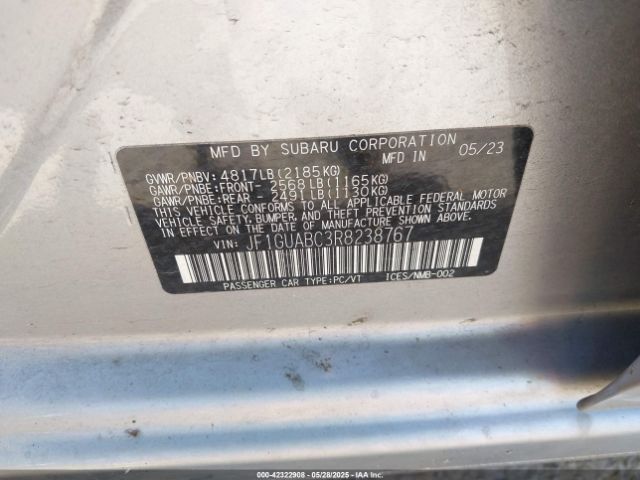 MFD BY SUBARU CORPORATION
MFD IN 05/23
GVWR/PNBV: 4817LB(2185KG)
GAWR/PNBE:FRONT- 2568LB(1165KG)
GAWR/PNBE:REAR - 2491LB(1130KG)
THIS VEHICLE CONFORMS TO ALL APPLICABLE FEDERAL MOTOR
VEHICLE SAFETY, BUMPER, AND THEFT PREVENTION STANDARDS
IN EFFECT ON THE DATE OF MANUFACTURE SHOWN ABOVE.
VIN: JF1GUABC3R8238767
PASSENGER CAR TYPE:PC/VT ICES/NMB-002
000-42322908 - 05/28/2025 - IAAI.com